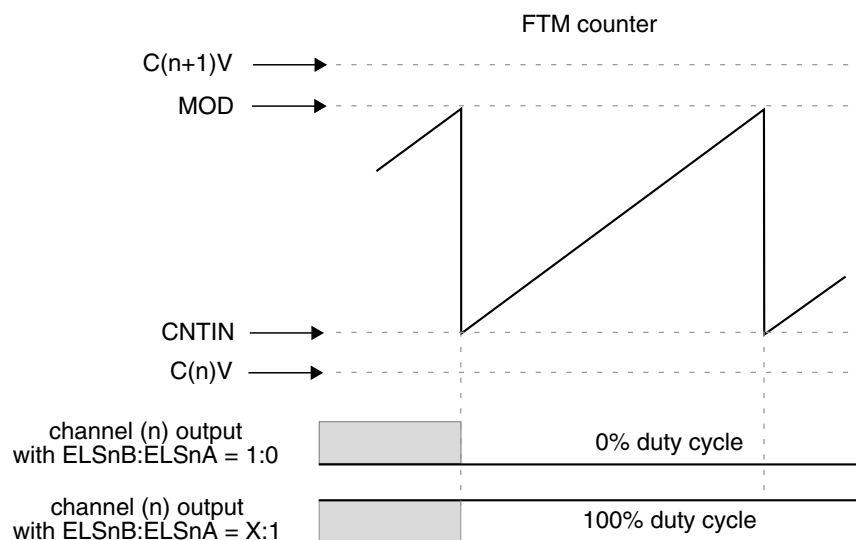 FTM counter
C(n+1)V
MOD
CNTIN
C(n)V
channel (n) output
with ELSnB:ELSnA = 1:0
0% duty cycle
channel (n) output
with ELSnB:ELSnA = X:1
100% duty cycle